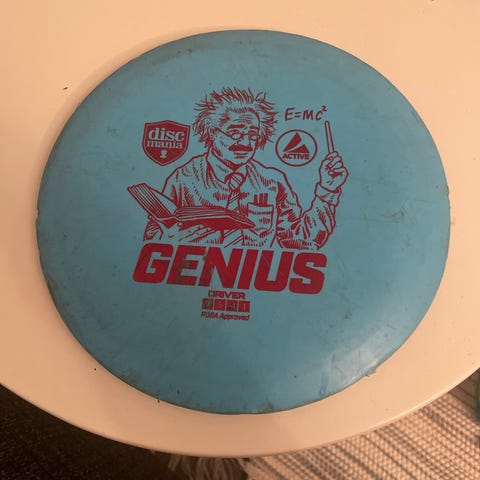 E=mc²
disc
mania
ACTIVE
GENIUS
DRIVER
PDGA Approved